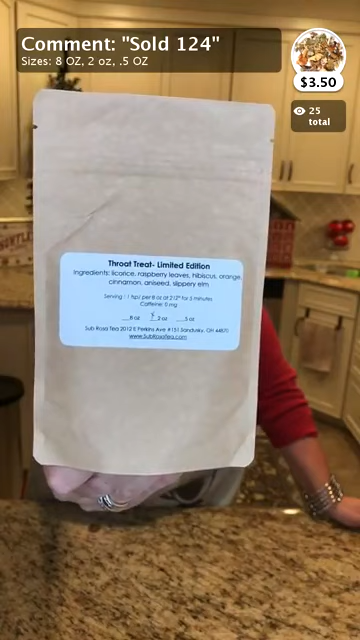 Comment: "Sold 124"
Sizes: 8 OZ, 2 oz, .5 OZ
$3.50
25
total
Throat Treat- Limited Edition
Ingredients: licorice, raspberry leaves, hibiscus, orange,
cinnamon, aniseed, slippery elm
Serving : 1 tsp/ per 8 oz at 212° for 5 minutes
Caffeine: 0 mg
__8 oz __2 oz __.5 oz
Sub Rosa Tea 2012 E Perkins Ave #151 Sandusky, OH 44870
www.SubRosaTea.com